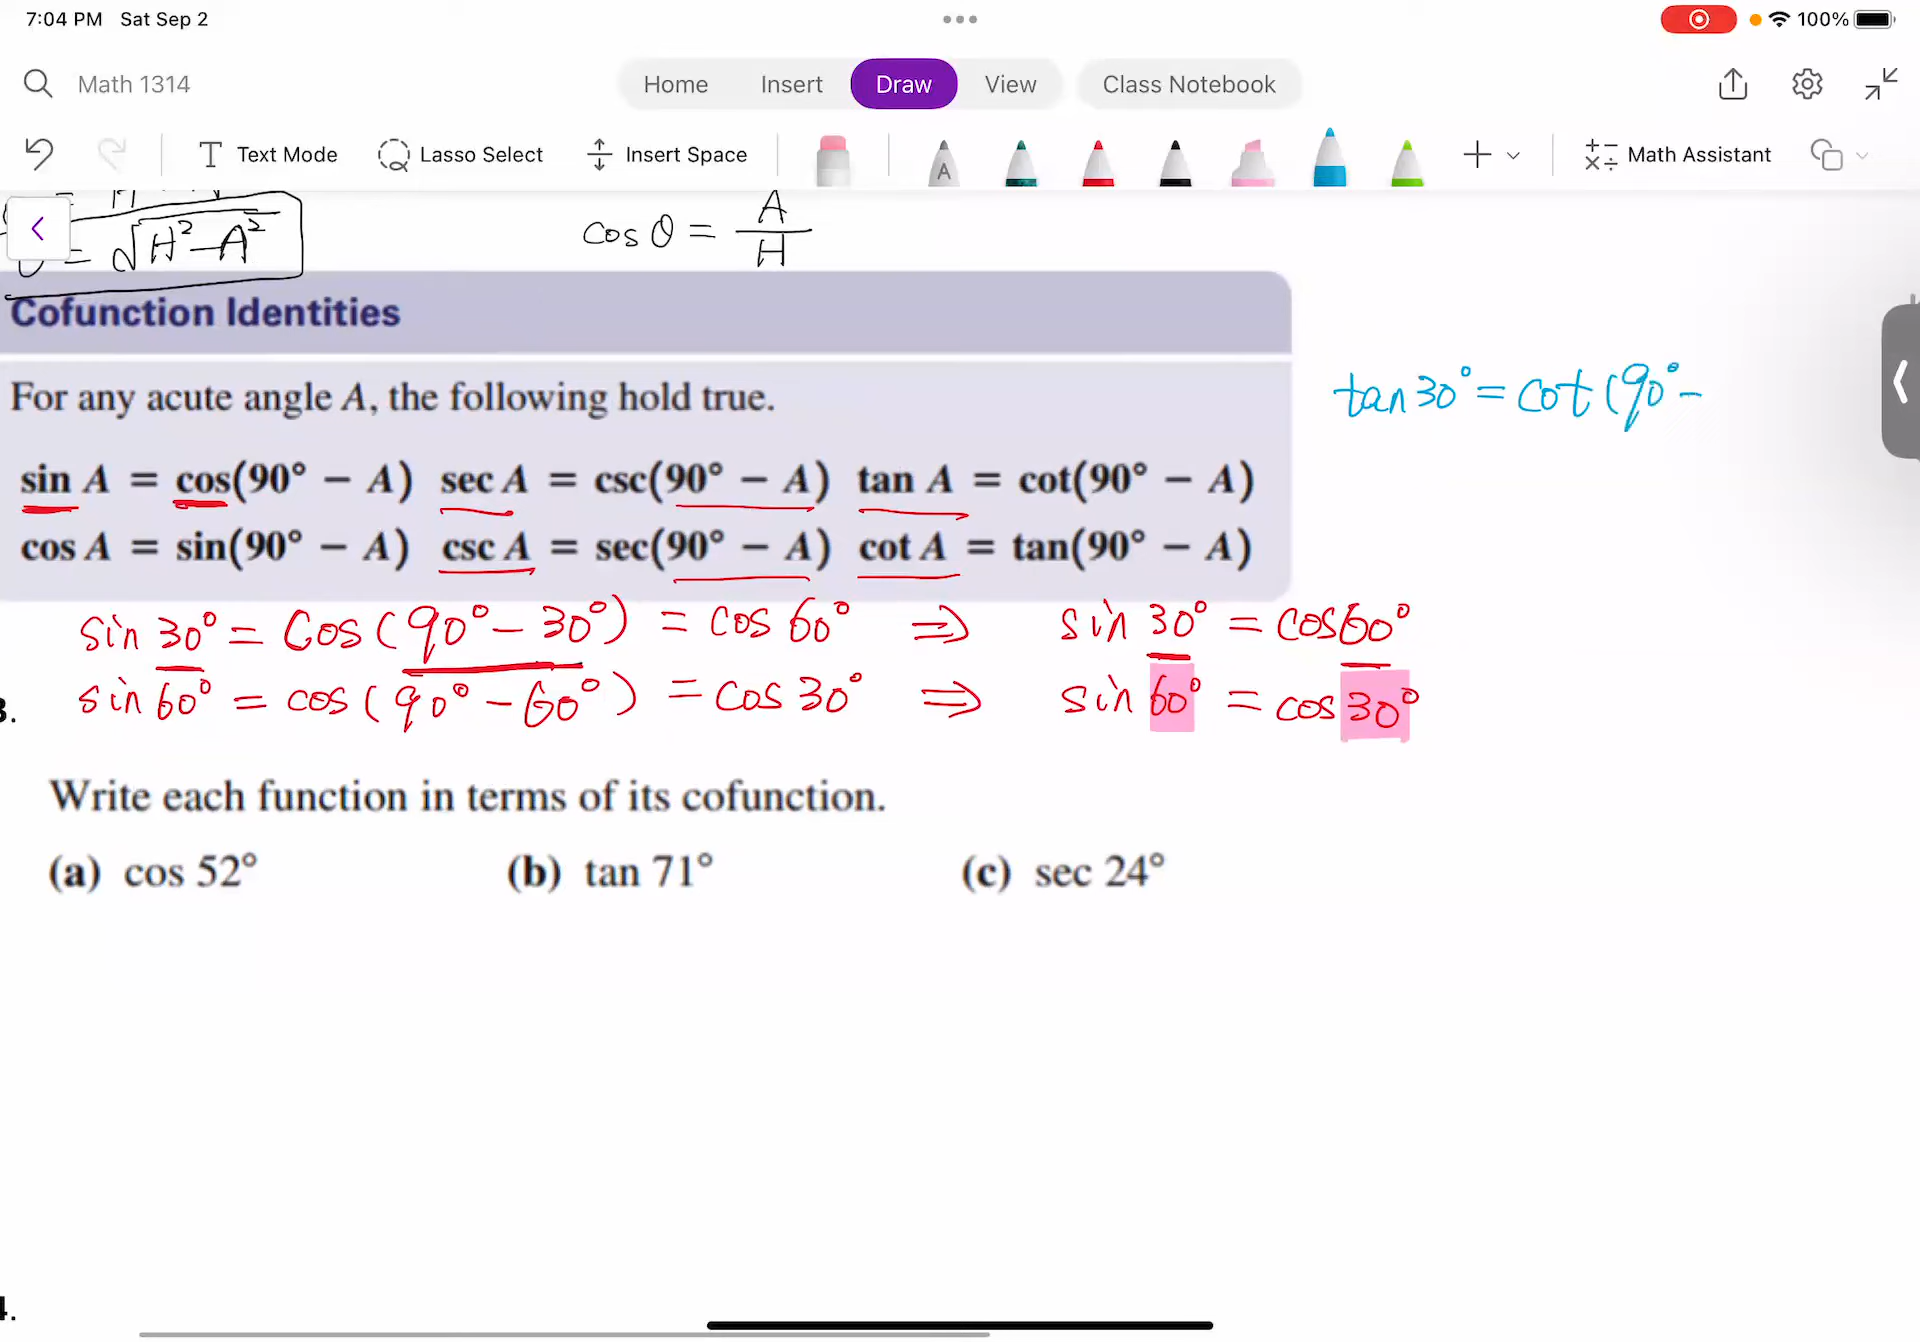 7:04 PM Sat Sep 2
100%
Math 1314
Home Insert Draw View Class Notebook
Text Mode Lasso Select Insert Space
A
Math Assistant
= √H²-A²
cos θ = A/H
Cofunction Identities
For any acute angle A, the following hold true.
sin A = cos(90° − A) sec A = csc(90° − A) tan A = cot(90° − A)
cos A = sin(90° − A) csc A = sec(90° − A) cot A = tan(90° − A)
tan 30° = cot (90° -
sin 30° = Cos (90° - 30°) = cos 60° ⇒ sin 30° = cos 60°
sin 60° = cos (90° - 60°) = cos 30° ⇒ sin 60° = cos 30°
Write each function in terms of its cofunction.
(a) cos 52° (b) tan 71° (c) sec 24°